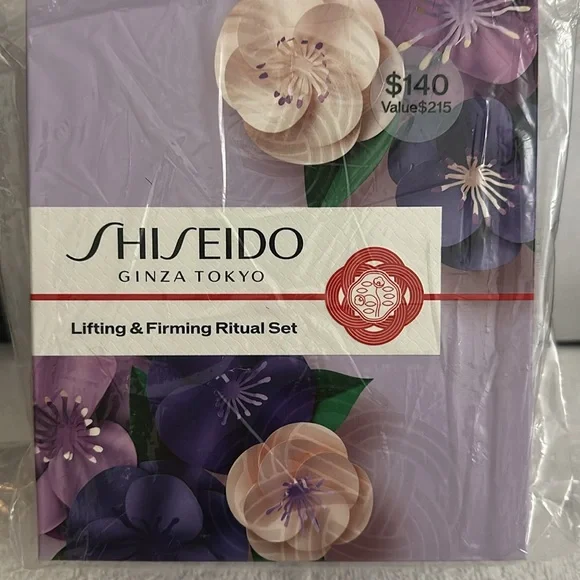 $140
Value$215
SHISEIDO
GINZA TOKYO
Lifting & Firming Ritual Set